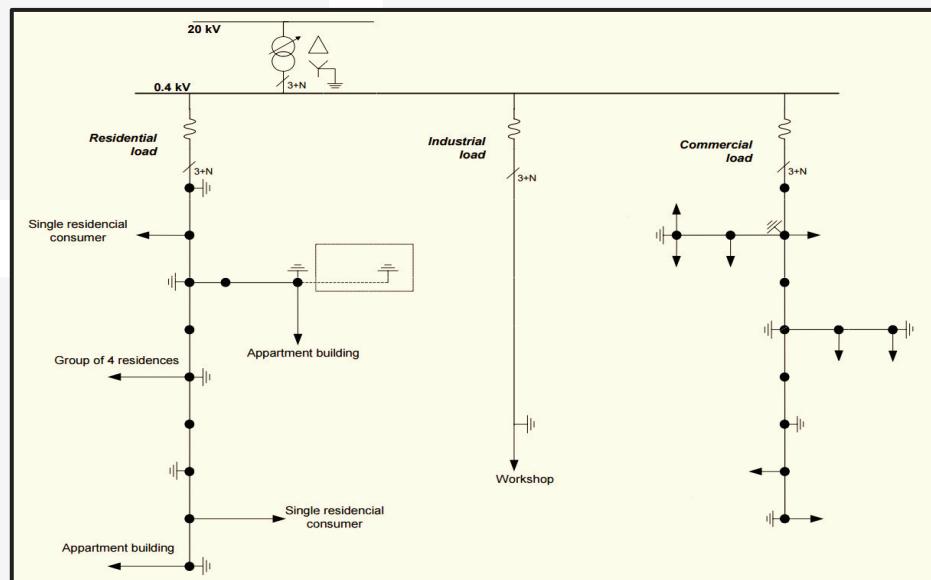 20 kV
3+N
0.4 kV
Residential
load
3+N
Industrial
load
3+N
Commercial
load
3+N
Single residencial
consumer
Appartment building
Group of 4 residences
Workshop
Single residencial
consumer
Appartment building